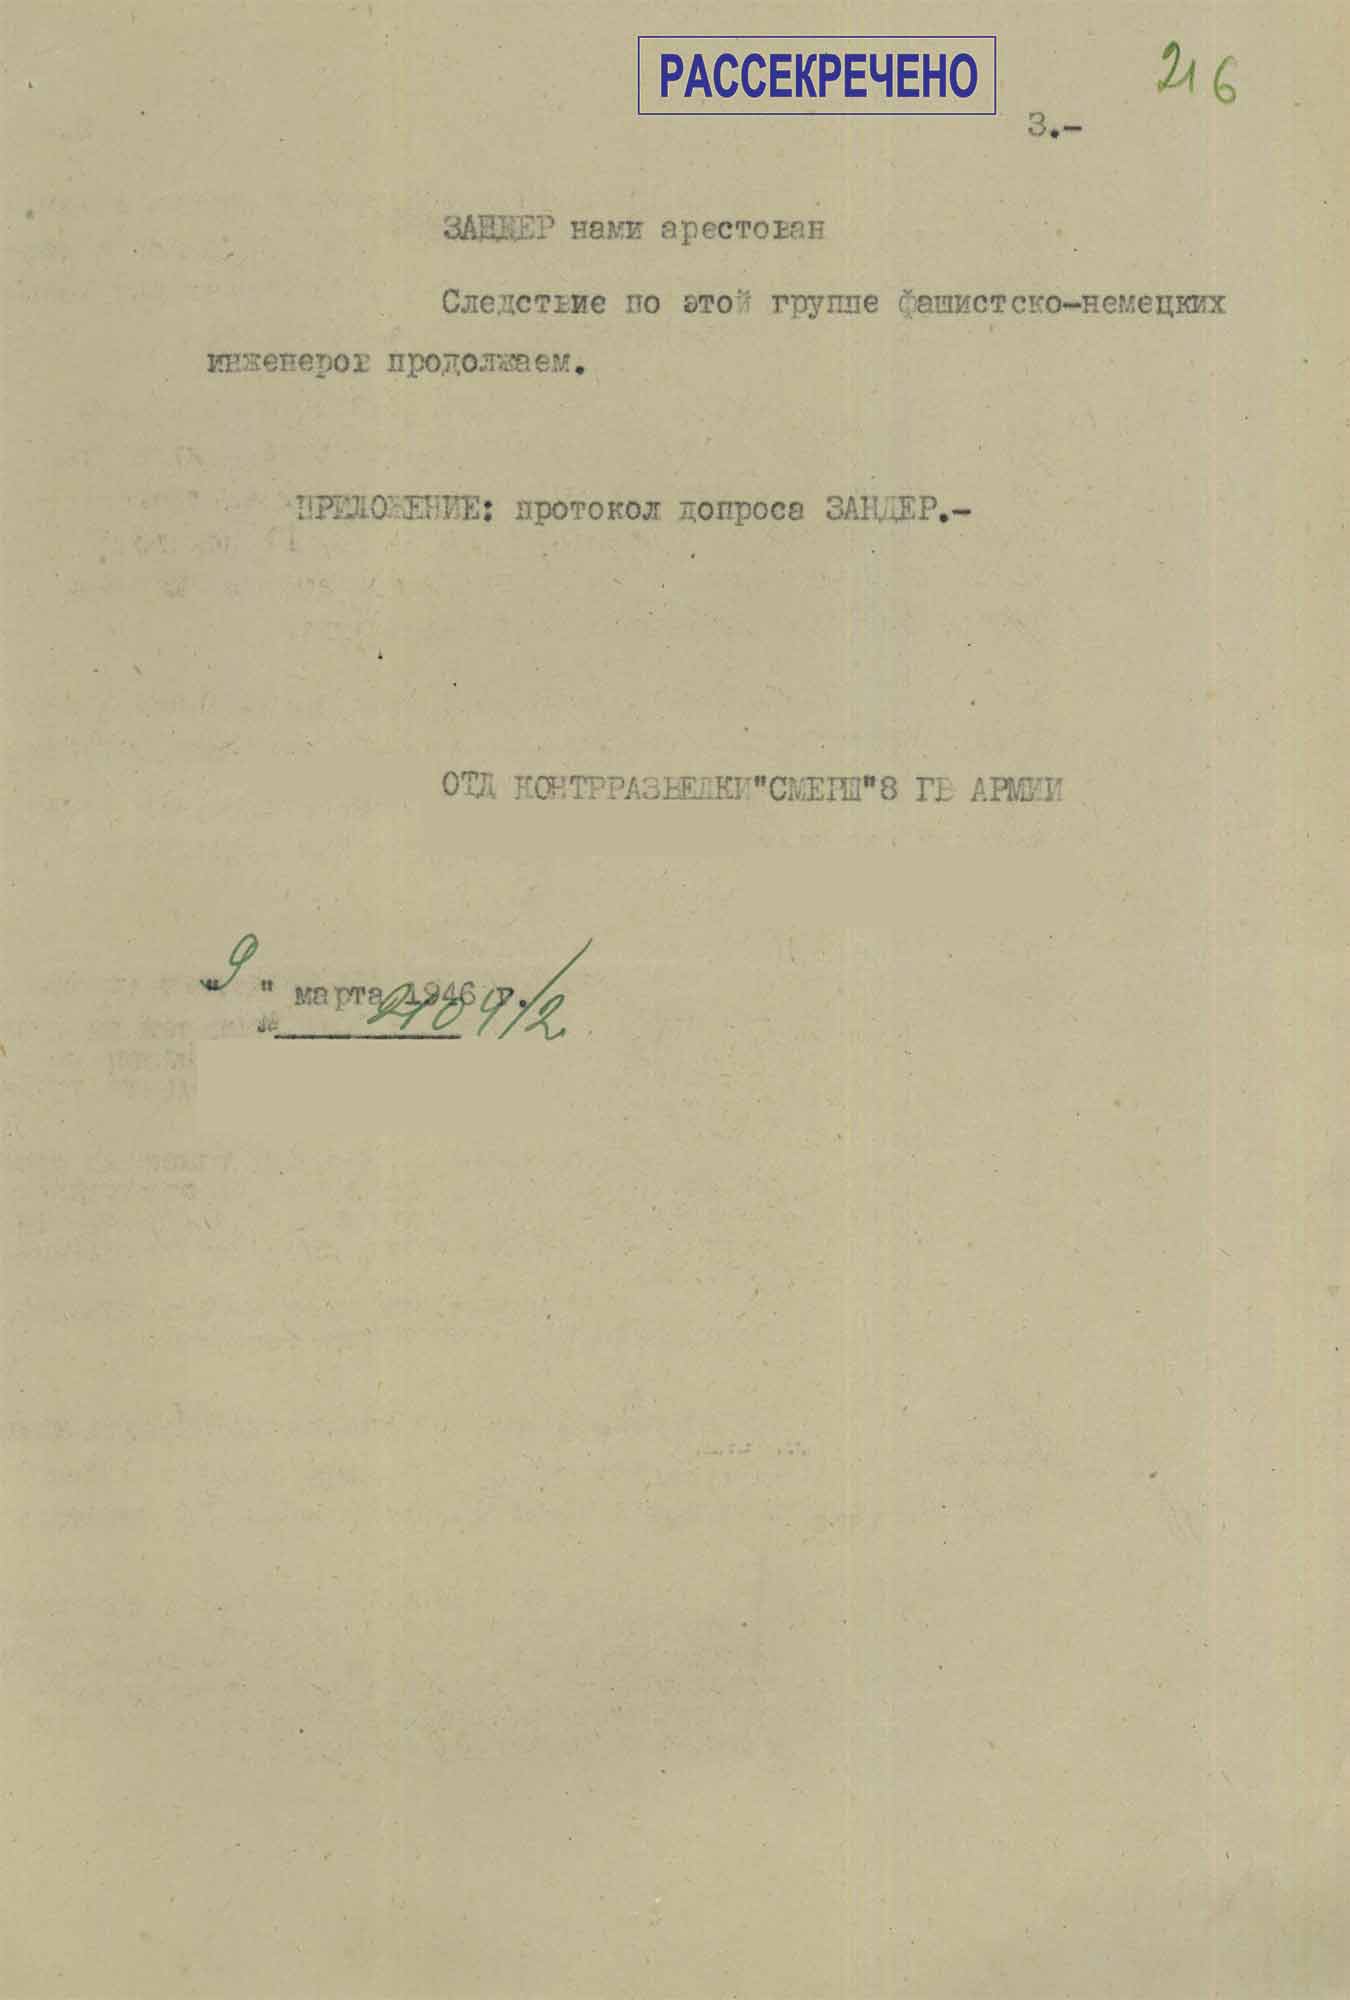 РАССЕКРЕЧЕНО
216
3.-
ЗАНДЕР нами арестован
Следствие по этой группе фашистско-немецких
инженеров продолжаем.
ПРИЛОЖЕНИЕ: протокол допроса ЗАНДЕР.-
ОТД КОНТРРАЗВЕДКИ"СМЕРШ"8 ГВ АРМИИ
"9" марта 1946 г.
№ 2104/2